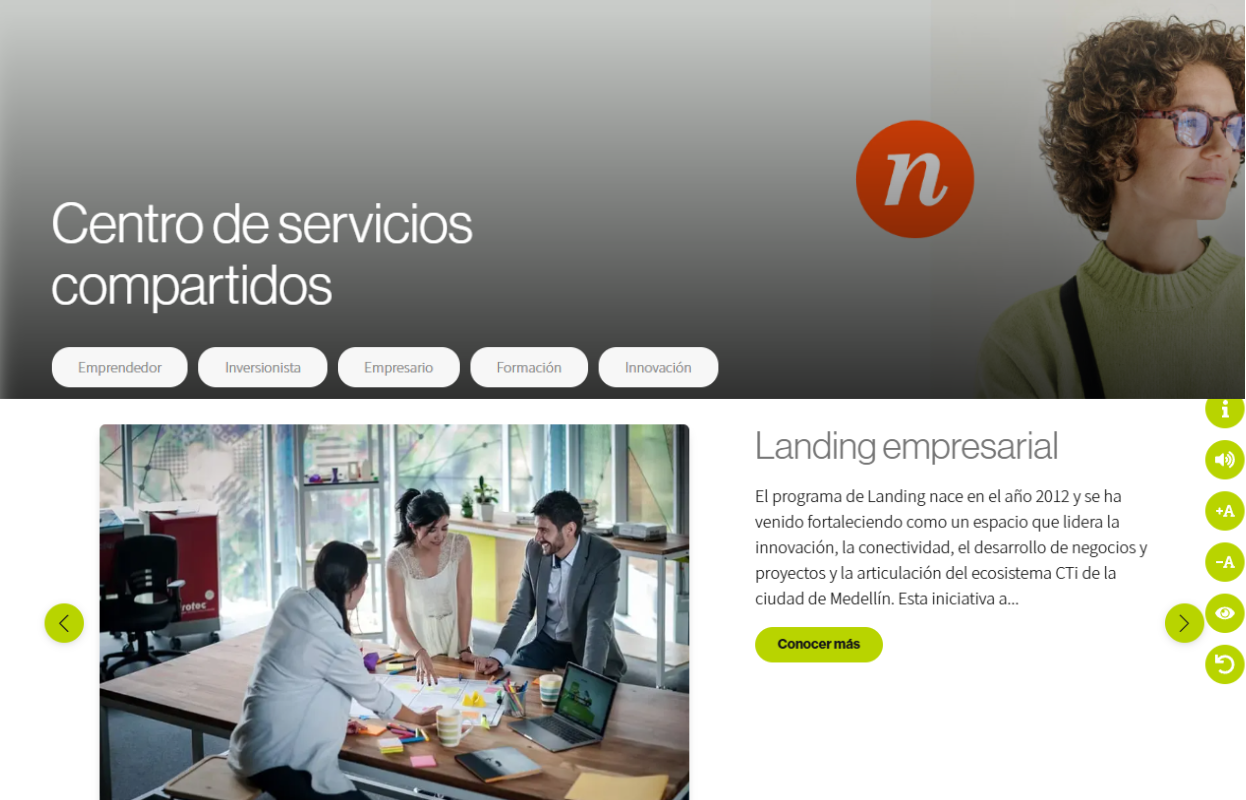 n
Centro de servicios
compartidos
Emprendedor Inversionista Empresario Formación Innovación
Landing empresarial
El programa de Landing nace en el año 2012 y se ha
venido fortaleciendo como un espacio que lidera la
innovación, la conectividad, el desarrollo de negocios y
proyectos y la articulación del ecosistema CTi de la
ciudad de Medellín. Esta iniciativa a...
Conocer más
i
+A
-A